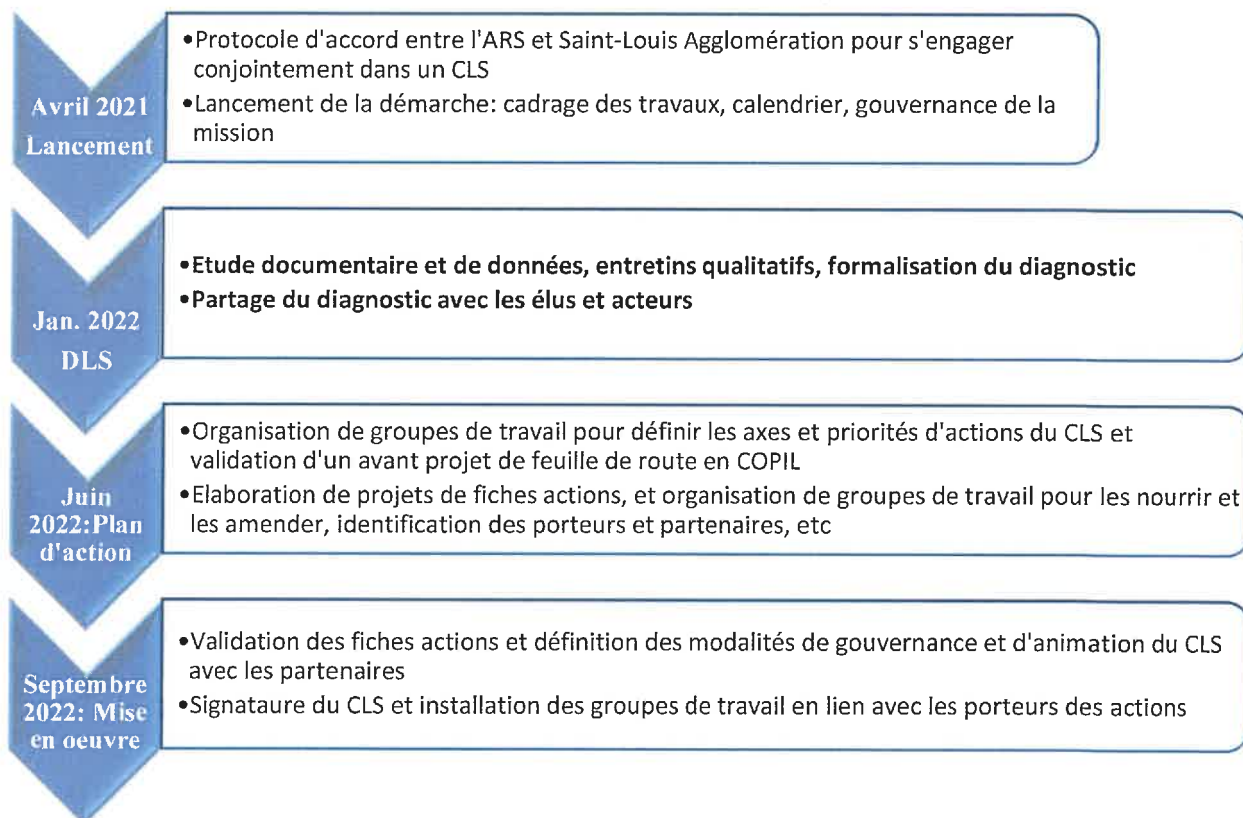 Avril 2021
Lancement
•Protocole d'accord entre l'ARS et Saint-Louis Agglomération pour s'engager
conjointement dans un CLS
•Lancement de la démarche: cadrage des travaux, calendrier, gouvernance de la
mission
Jan. 2022
DLS
•Etude documentaire et de données, entretins qualitatifs, formalisation du diagnostic
•Partage du diagnostic avec les élus et acteurs
Juin
2022:Plan
d'action
•Organisation de groupes de travail pour définir les axes et priorités d'actions du CLS et
validation d'un avant projet de feuille de route en COPIL
•Elaboration de projets de fiches actions, et organisation de groupes de travail pour les nourrir et
les amender, identification des porteurs et partenaires, etc
Septembre
2022: Mise
en oeuvre
•Validation des fiches actions et définition des modalités de gouvernance et d'animation du CLS
avec les partenaires
•Signataure du CLS et installation des groupes de travail en lien avec les porteurs des actions